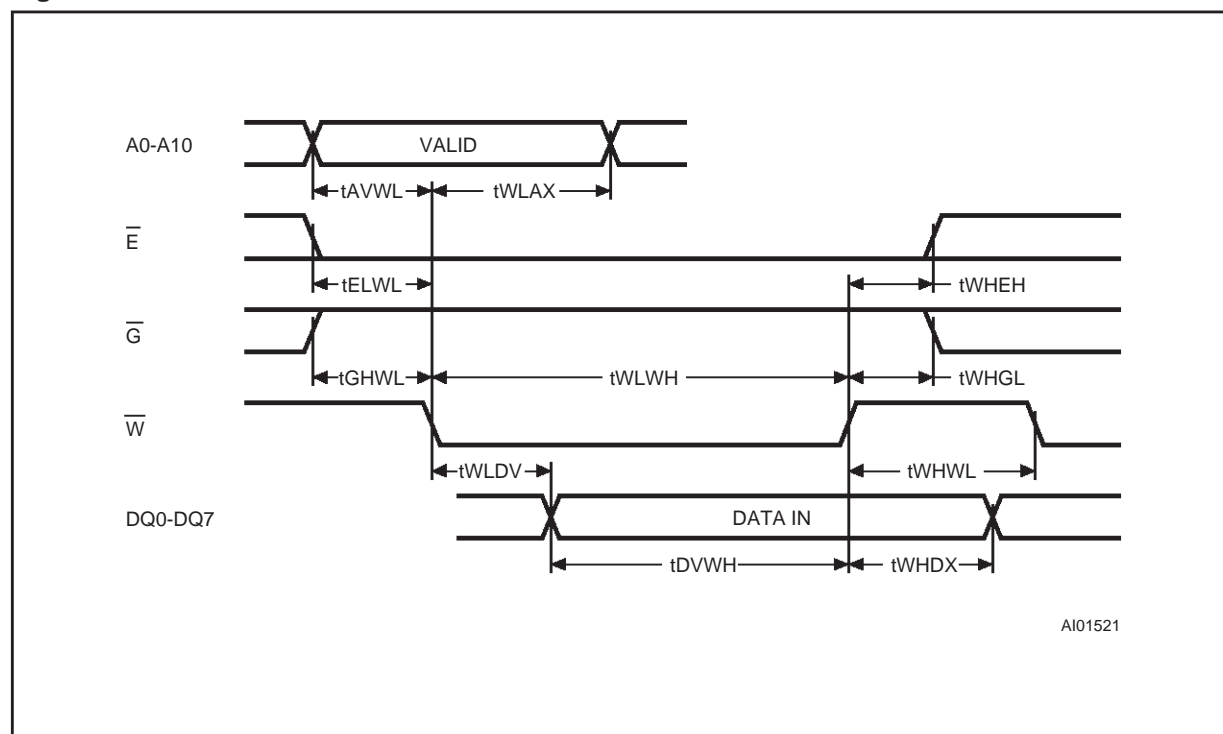 A0-A10
VALID
tAVWL
tWLAX
E
tELWL
tWHEH
G
tGHWL
tWLWH
tWHGL
W
tWLDV
tWHWL
DQ0-DQ7
DATA IN
tDVWH
tWHDX
AI01521